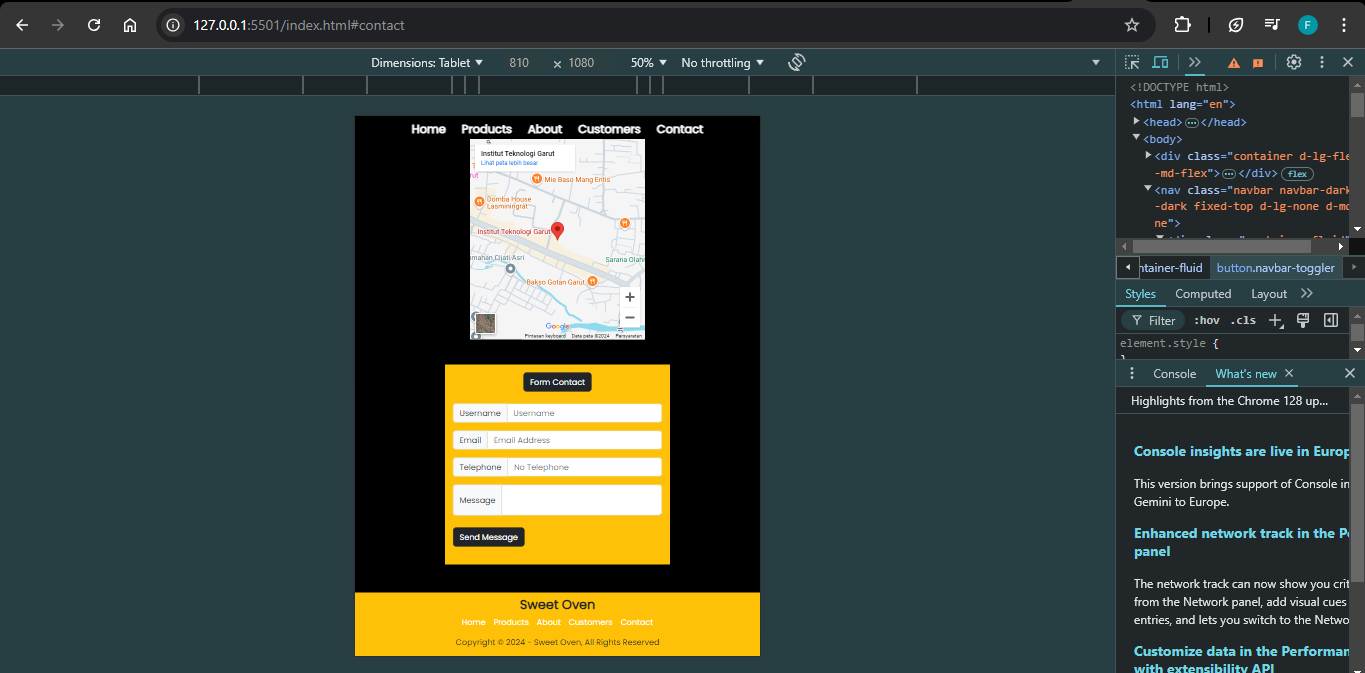 127.0.0.1:5501/index.html#contact
F
Dimensions: Tablet 810 × 1080 50% No throttling
<!DOCTYPE html>
<html lang="en">
<head> </head>
<body>
<div class="container d-lg-fle
-md-flex"> </div> flex
<nav class="navbar navbar-dark
-dark fixed-top d-lg-none d-md
ne">
ntainer-fluid button.navbar-toggler
Styles Computed Layout
Filter :hov .cls
element.style {
Console What's new
Highlights from the Chrome 128 up...
Console insights are live in Europ
This version brings support of Console in
Gemini to Europe.
Enhanced network track in the Pe
panel
The network track can now show you crit
from the Network panel, add visual cues
entries, and lets you switch to the Netwo
Customize data in the Performan
with extensibility API
Home Products About Customers Contact
Institut Teknologi Garut
Lihat peta lebih besar
Mie Baso Mang Entis
Domba House
Lasminingrat
Institut Teknologi Garut
amahan Cijati Asri
Sarana Olahr
Bakso Gotan Garut
+
−
Google
Pintasan keyboard Data peta ©2024 Persyaratan
Form Contact
Username Username
Email Email Address
Telephone No Telephone
Message
Send Message
Sweet Oven
Home Products About Customers Contact
Copyright © 2024 - Sweet Oven, All Rights Reserved